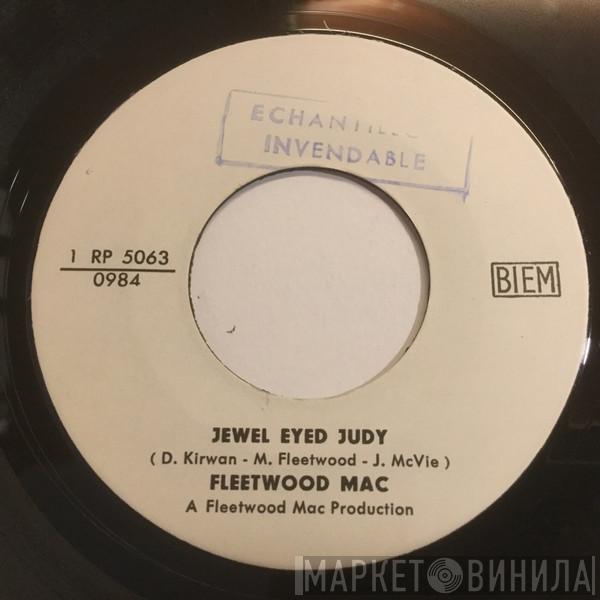 INVENDABLE
1 RP 5063
0984
BIEM
JEWEL EYED JUDY
( D. Kirwan - M. Fleetwood - J. McVie )
FLEETWOOD MAC
A Fleetwood Mac Production
МАРКЕТ ВИНИЛА